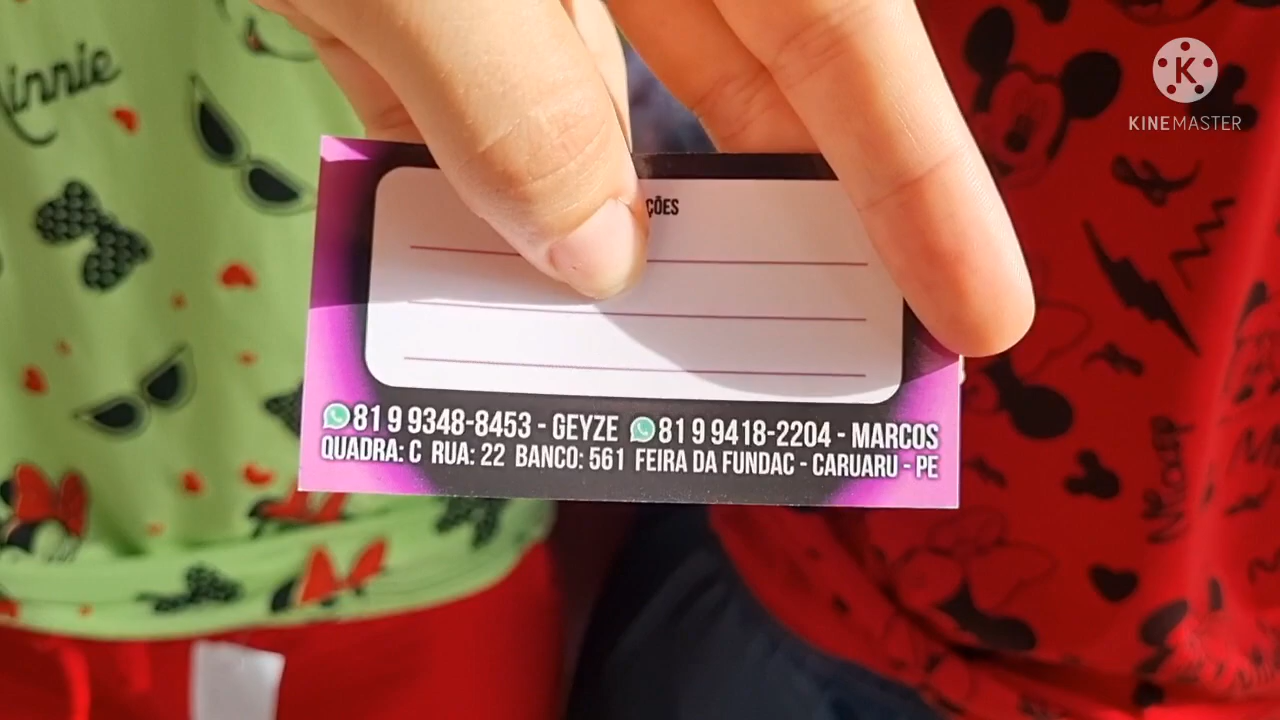 Minnie
KINEMASTER
ÇÕES
81 9 9348-8453 - GEYZE 81 9 9418-2204 - MARCOS
QUADRA: C RUA: 22 BANCO: 561 FEIRA DA FUNDAC - CARUARU - PE